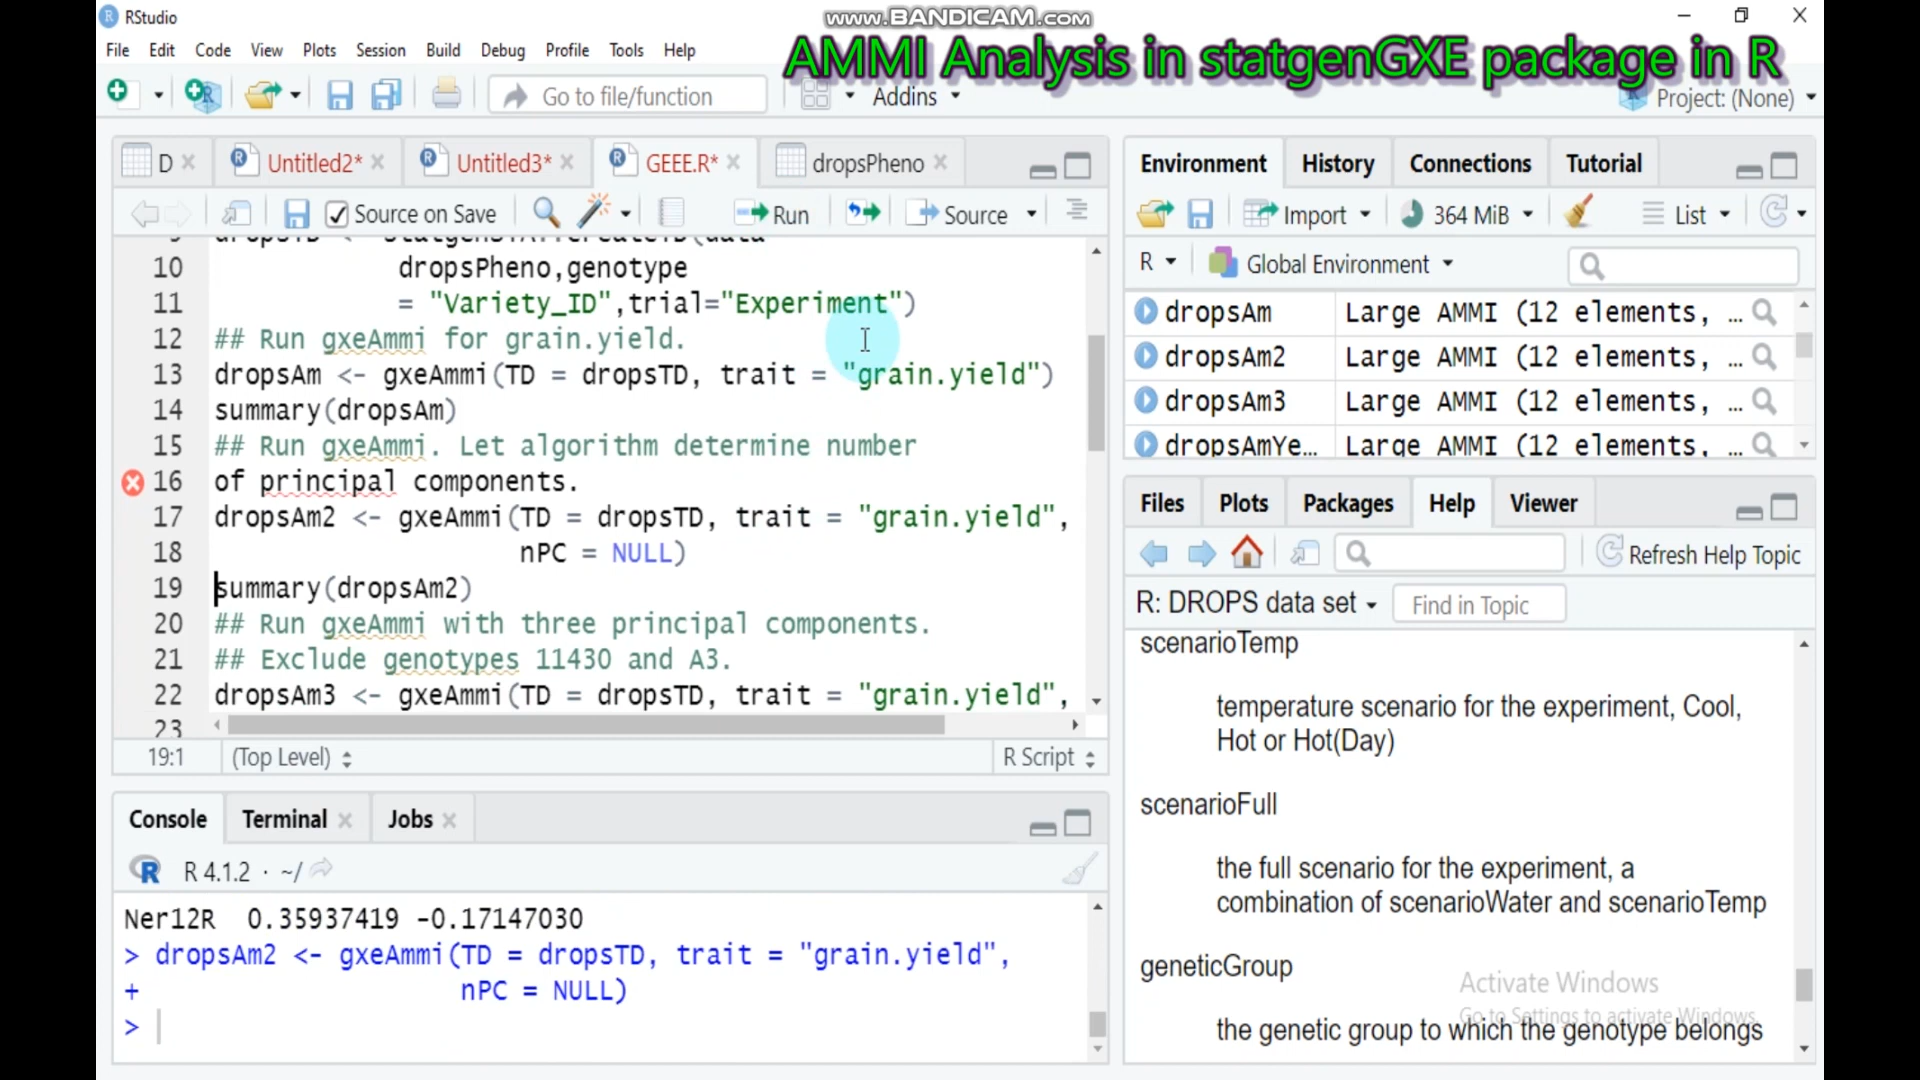 RStudio
www.BANDICAM.com
File Edit Code View Plots Session Build Debug Profile Tools Help
AMMI Analysis in statgenGXE package in R
Go to file/function
Addins
Project: (None)
D
Untitled2*
Untitled3*
GEEE.R*
dropsPheno
Source on Save
Run
Source
10 dropsPheno,genotype
11 = "Variety_ID",trial="Experiment")
12 ## Run gxeAmmi for grain.yield.
13 dropsAm <- gxeAmmi(TD = dropsTD, trait = "grain.yield")
14 summary(dropsAm)
15 ## Run gxeAmmi. Let algorithm determine number
16 of principal components.
17 dropsAm2 <- gxeAmmi(TD = dropsTD, trait = "grain.yield",
18 nPC = NULL)
19 summary(dropsAm2)
20 ## Run gxeAmmi with three principal components.
21 ## Exclude genotypes 11430 and A3.
22 dropsAm3 <- gxeAmmi(TD = dropsTD, trait = "grain.yield",
23
19:1 (Top Level) R Script
Console Terminal Jobs
R 4.1.2 · ~/
Ner12R 0.35937419 -0.17147030
> dropsAm2 <- gxeAmmi(TD = dropsTD, trait = "grain.yield",
+ nPC = NULL)
>
Environment History Connections Tutorial
Import 364 MiB List
R Global Environment
dropsAm Large AMMI (12 elements, …
dropsAm2 Large AMMI (12 elements, …
dropsAm3 Large AMMI (12 elements, …
dropsAmYe… Large AMMI (12 elements, …
Files Plots Packages Help Viewer
Refresh Help Topic
R: DROPS data set
Find in Topic
scenarioTemp
temperature scenario for the experiment, Cool,
Hot or Hot(Day)
scenarioFull
the full scenario for the experiment, a
combination of scenarioWater and scenarioTemp
geneticGroup
Activate Windows
Go to Settings to activate Windows.
the genetic group to which the genotype belongs